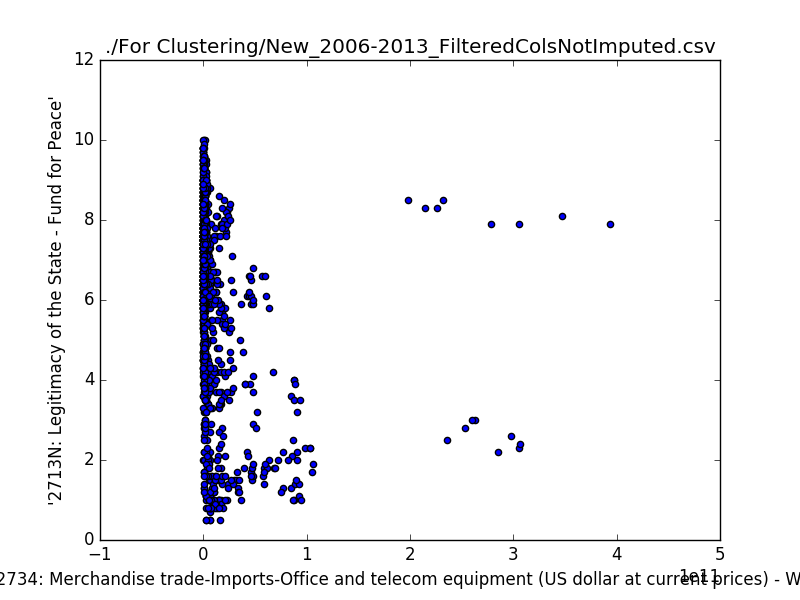 ./For Clustering/New_2006-2013_FilteredColsNotImputed.csv
'2713N: Legitimacy of the State - Fund for Peace'
12
10
8
6
4
2
0
−1 0 1 2 3 4 5
1e11
2734: Merchandise trade-Imports-Office and telecom equipment (US dollar at current prices) - W